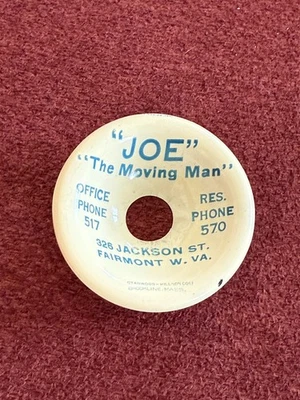 "JOE"
"The Moving Man"
OFFICE
PHONE
517
RES.
PHONE
570
326 JACKSON ST.
FAIRMONT W. VA.